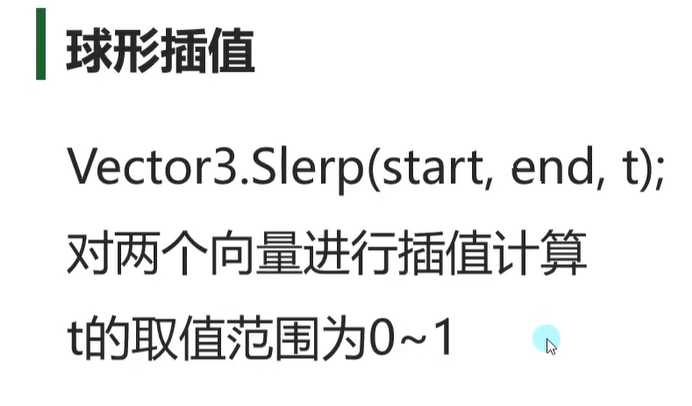 球形插值
Vector3.Slerp(start, end, t);
对两个向量进行插值计算
t的取值范围为0~1